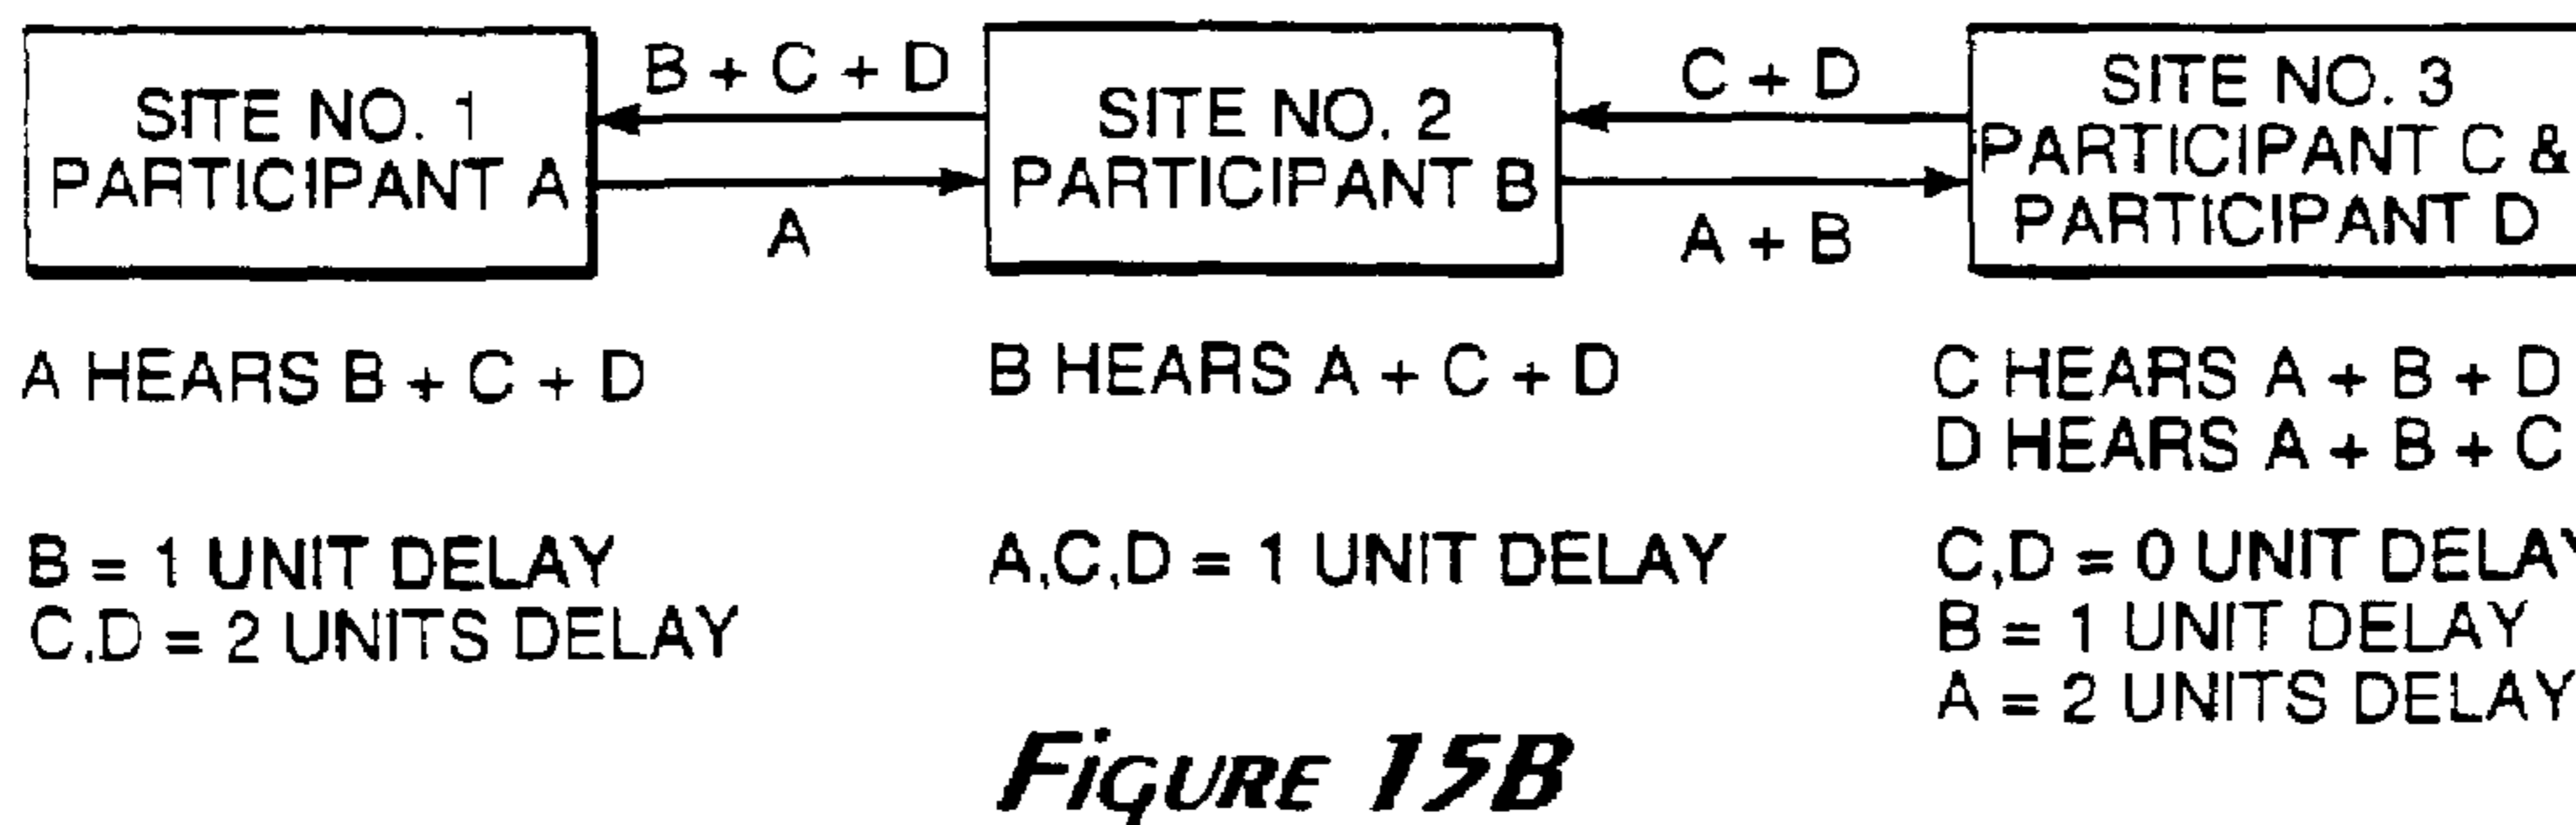 SITE NO. 1
PARTICIPANT A
B + C + D
A
SITE NO. 2
PARTICIPANT B
C + D
A + B
SITE NO. 3
PARTICIPANT C &
PARTICIPANT D
A HEARS B + C + D
B HEARS A + C + D
C HEARS A + B + D
D HEARS A + B + C
B = 1 UNIT DELAY
C,D = 2 UNITS DELAY
A,C,D = 1 UNIT DELAY
C,D = 0 UNIT DELAY
B = 1 UNIT DELAY
A = 2 UNITS DELAY
FIGURE 15B